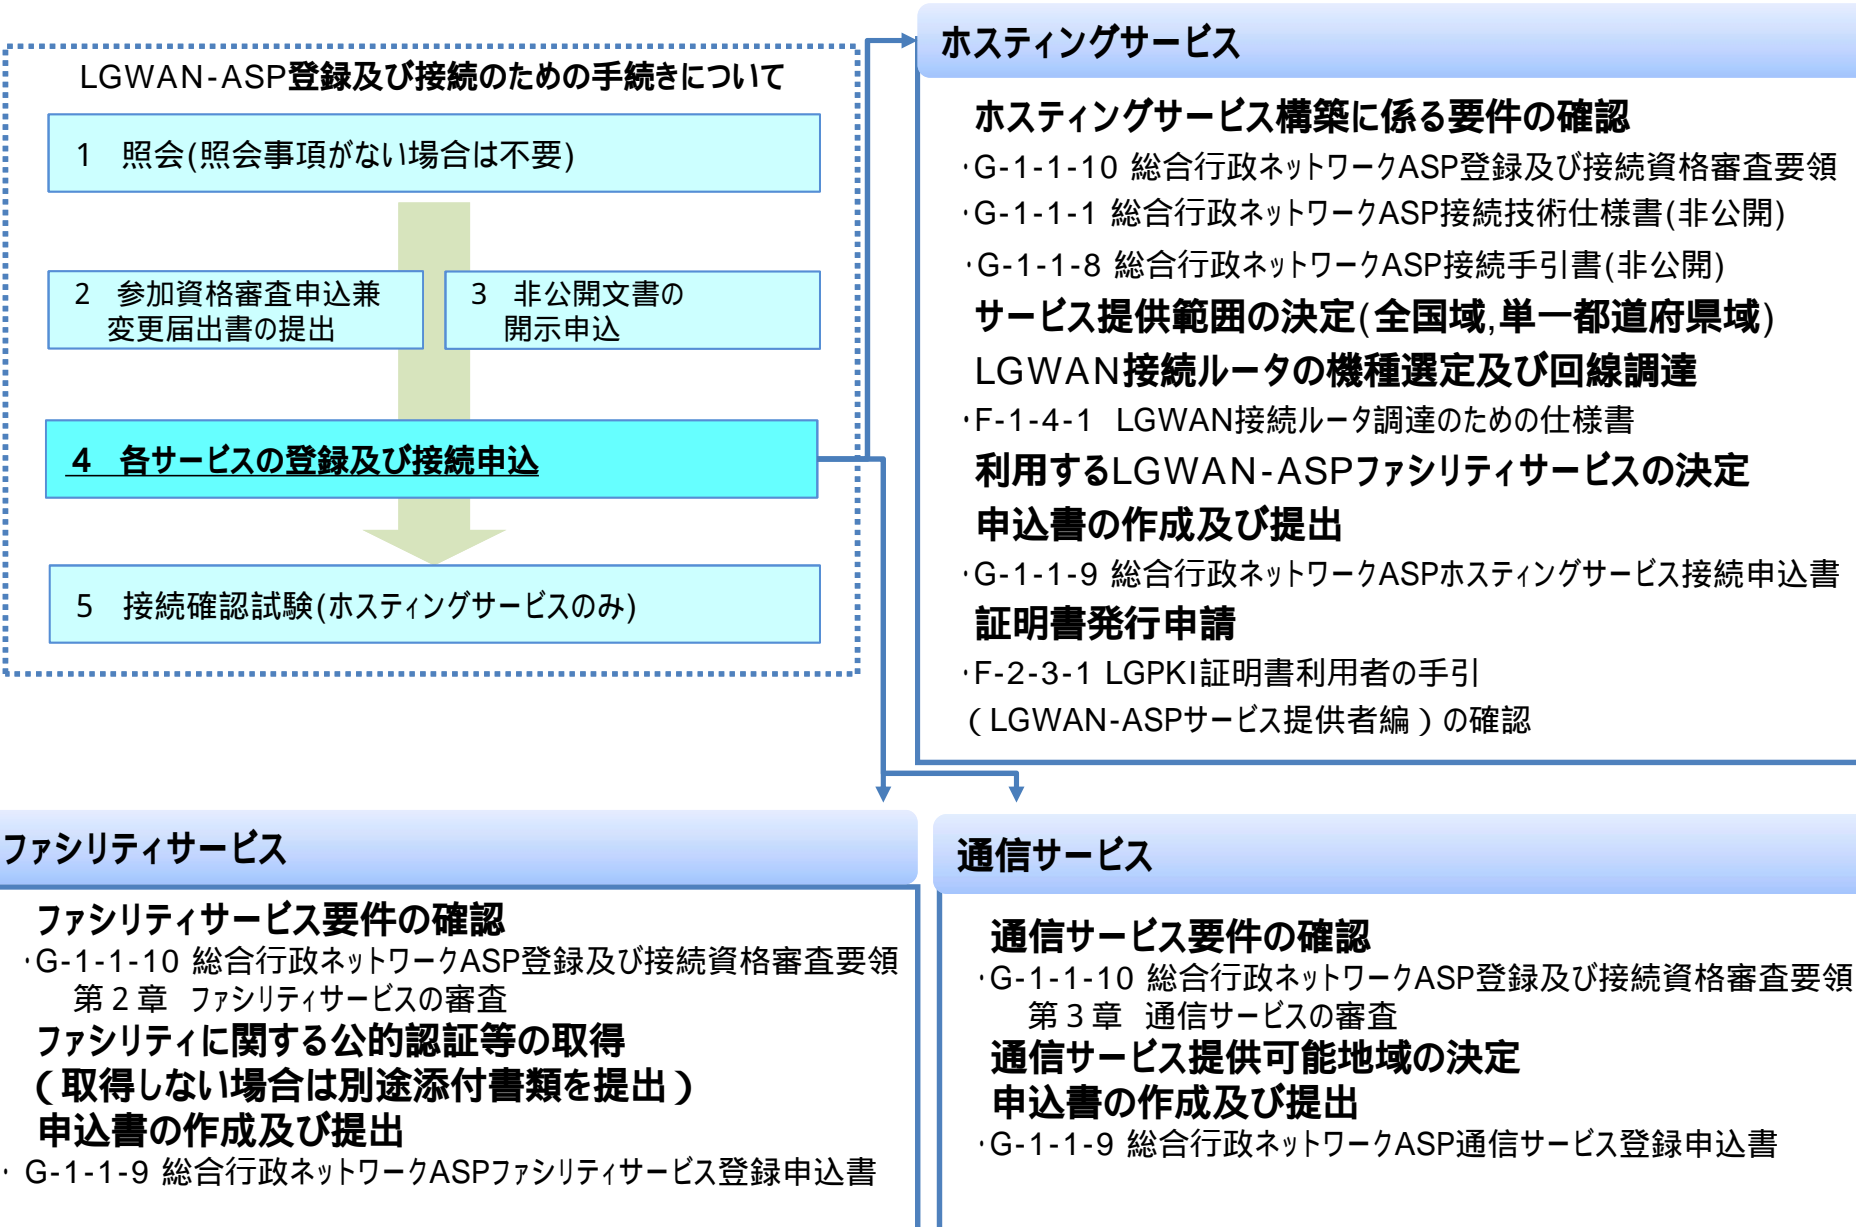 LGWAN-ASP登録及び接続のための手続きについて
1 照会(照会事項がない場合は不要)
2 参加資格審査申込兼
変更届出書の提出
3 非公開文書の
開示申込
4 各サービスの登録及び接続申込
5 接続確認試験(ホスティングサービスのみ)
ホスティングサービス
ホスティングサービス構築に係る要件の確認
・G-1-1-10 総合行政ネットワークASP登録及び接続資格審査要領
・G-1-1-1 総合行政ネットワークASP接続技術仕様書(非公開)
・G-1-1-8 総合行政ネットワークASP接続手引書(非公開)
サービス提供範囲の決定(全国域,単一都道府県域)
LGWAN接続ルータの機種選定及び回線調達
・F-1-4-1 LGWAN接続ルータ調達のための仕様書
利用するLGWAN-ASPファシリティサービスの決定
申込書の作成及び提出
・G-1-1-9 総合行政ネットワークASPホスティングサービス接続申込書
証明書発行申請
・F-2-3-1 LGPKI証明書利用者の手引
（LGWAN-ASPサービス提供者編）の確認
ファシリティサービス
ファシリティサービス要件の確認
・G-1-1-10 総合行政ネットワークASP登録及び接続資格審査要領
第２章 ファシリティサービスの審査
ファシリティに関する公的認証等の取得
（取得しない場合は別途添付書類を提出）
申込書の作成及び提出
・G-1-1-9 総合行政ネットワークASPファシリティサービス登録申込書
通信サービス
通信サービス要件の確認
・G-1-1-10 総合行政ネットワークASP登録及び接続資格審査要領
第３章 通信サービスの審査
通信サービス提供可能地域の決定
申込書の作成及び提出
・G-1-1-9 総合行政ネットワークASP通信サービス登録申込書